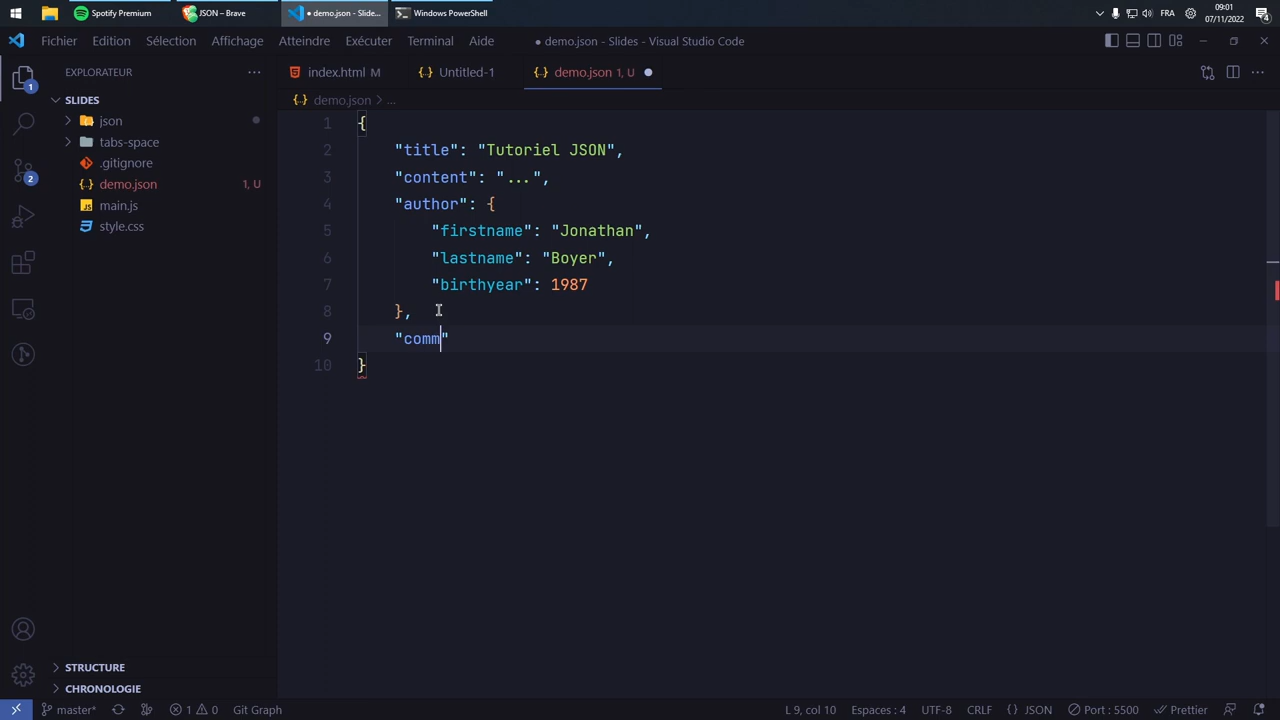 Spotify Premium
JSON – Brave
● demo.json - Slide...
Windows PowerShell
FRA
09:01
07/11/2022
4
Fichier
Edition
Sélection
Affichage
Atteindre
Exécuter
Terminal
Aide
● demo.json - Slides - Visual Studio Code
EXPLORATEUR
...
index.html M
{..} Untitled-1
{..} demo.json 1, U ●
1
SLIDES
{..} demo.json > ...
json
tabs-space
.gitignore
2
{..} demo.json 1, U
JS main.js
style.css
1 {
2 "title": "Tutoriel JSON",
3 "content": "...",
4 "author": {
5 "firstname": "Jonathan",
6 "lastname": "Boyer",
7 "birthyear": 1987
8 },
9 "comm"
10 }
STRUCTURE
CHRONOLOGIE
master*
1
0
Git Graph
L 9, col 10
Espaces : 4
UTF-8
CRLF
{ } JSON
Port : 5500
Prettier